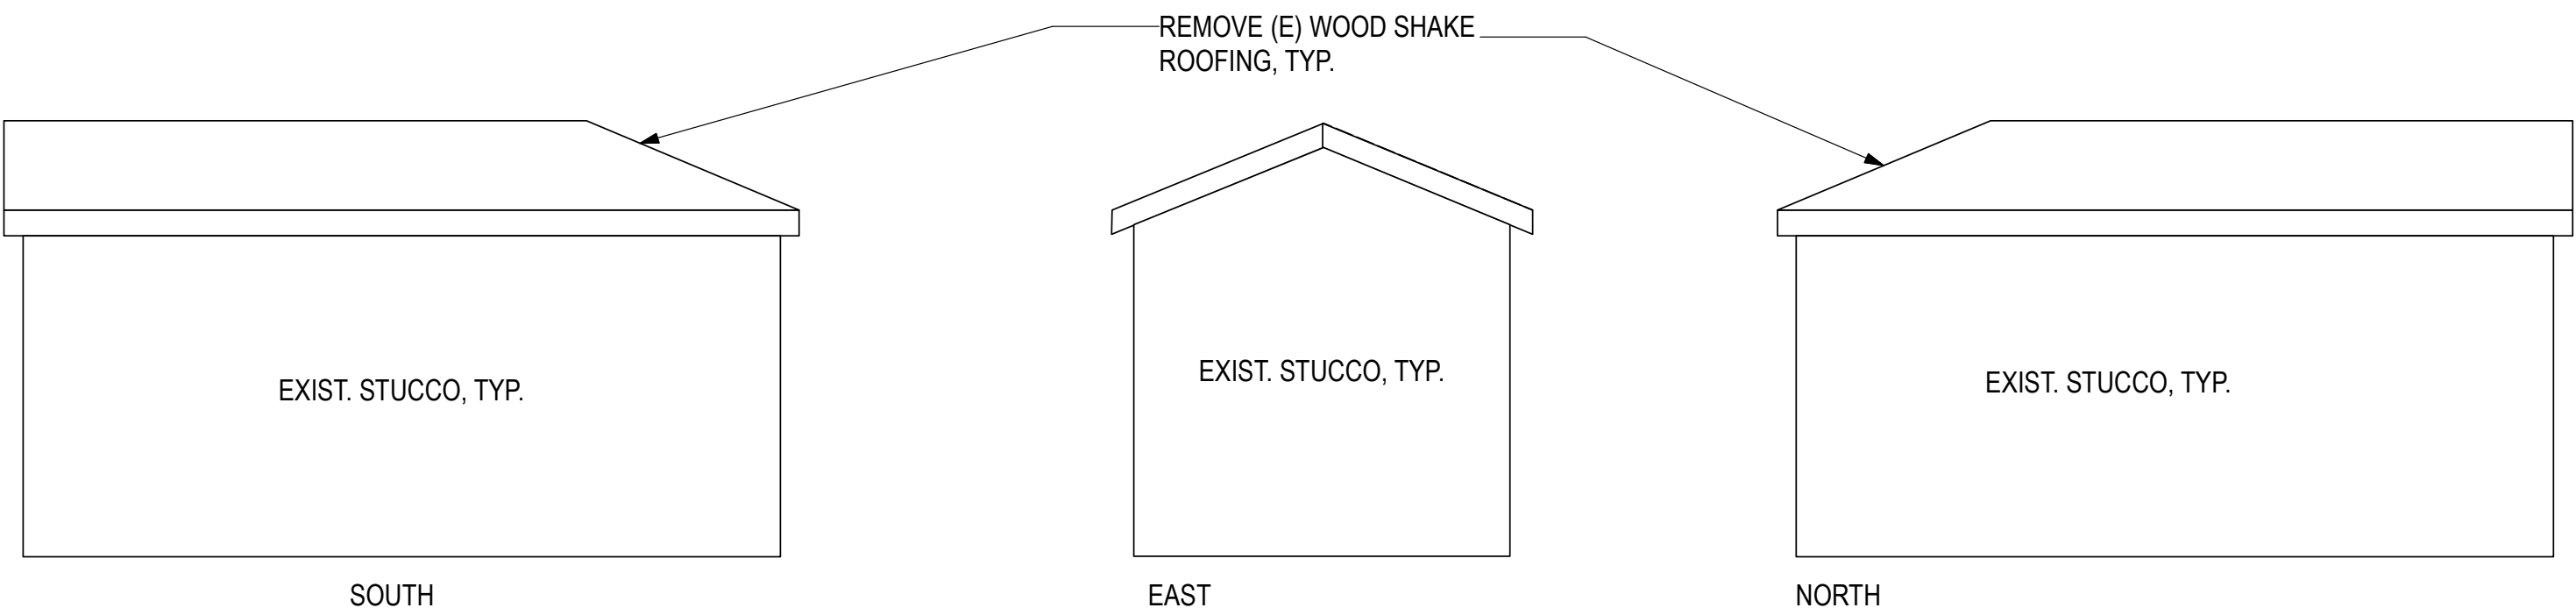 REMOVE (E) WOOD SHAKE
ROOFING, TYP.
EXIST. STUCCO, TYP.
EXIST. STUCCO, TYP.
EXIST. STUCCO, TYP.
SOUTH
EAST
NORTH